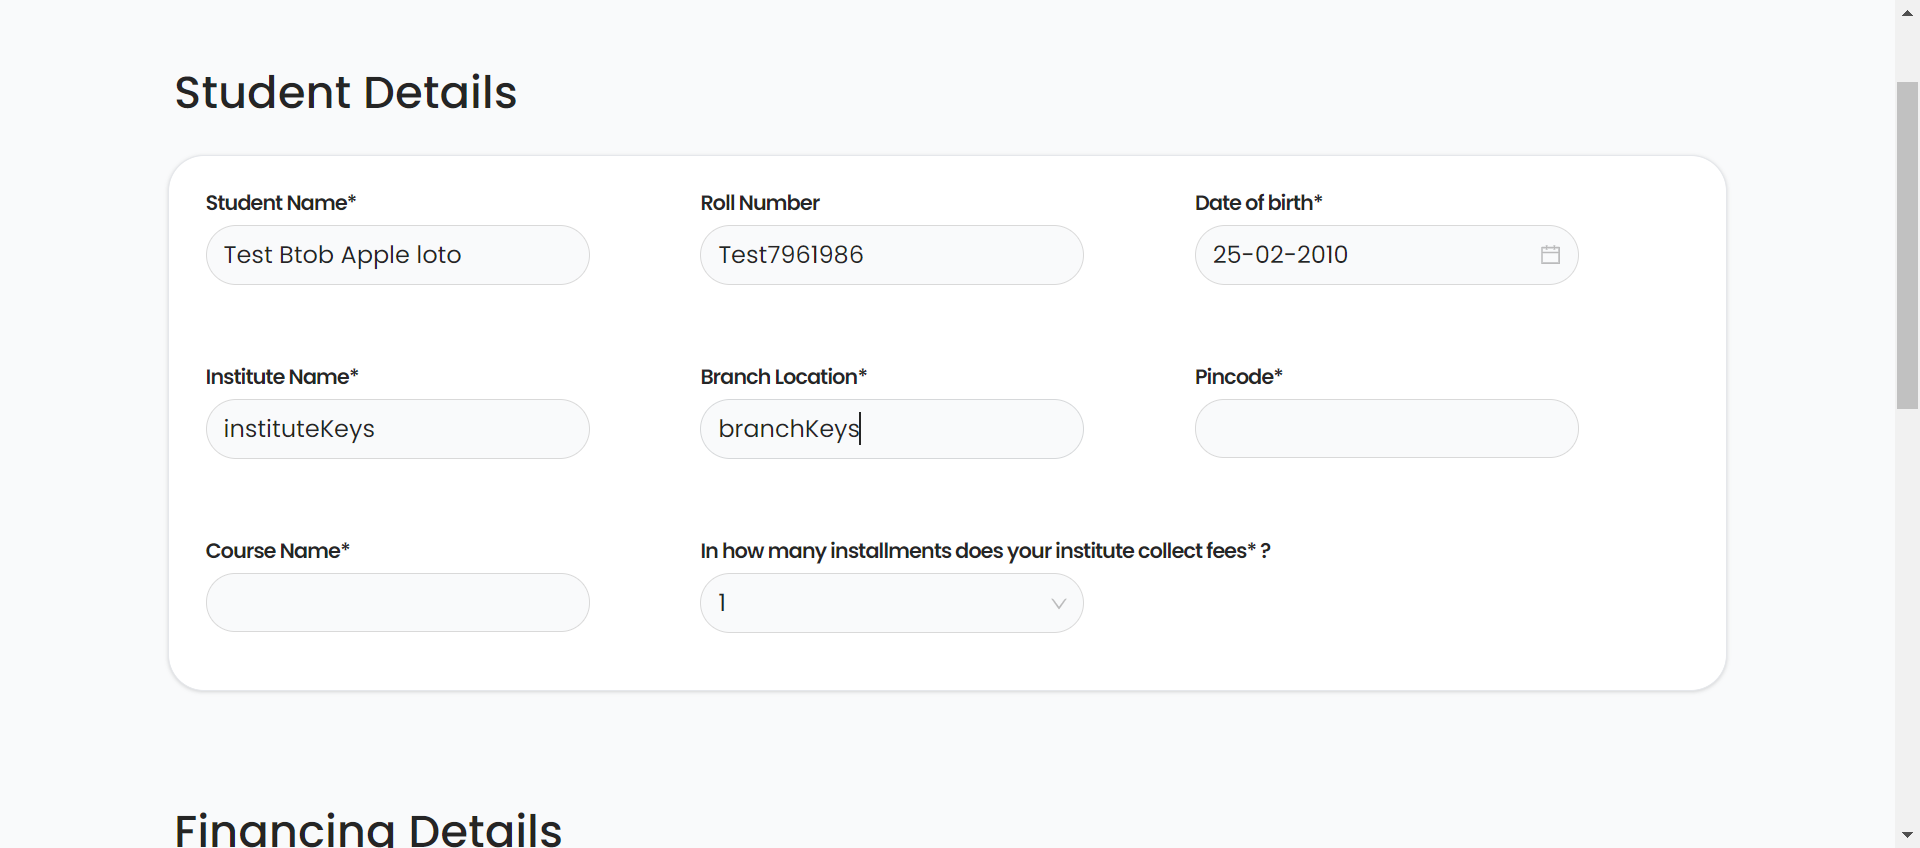 Student Details
Student Name*
Roll Number
Date of birth*
Test Btob Apple loto
Test7961986
25-02-2010
Institute Name*
Branch Location*
Pincode*
instituteKeys
branchKeys
Course Name*
In how many installments does your institute collect fees* ?
1
Financing Details